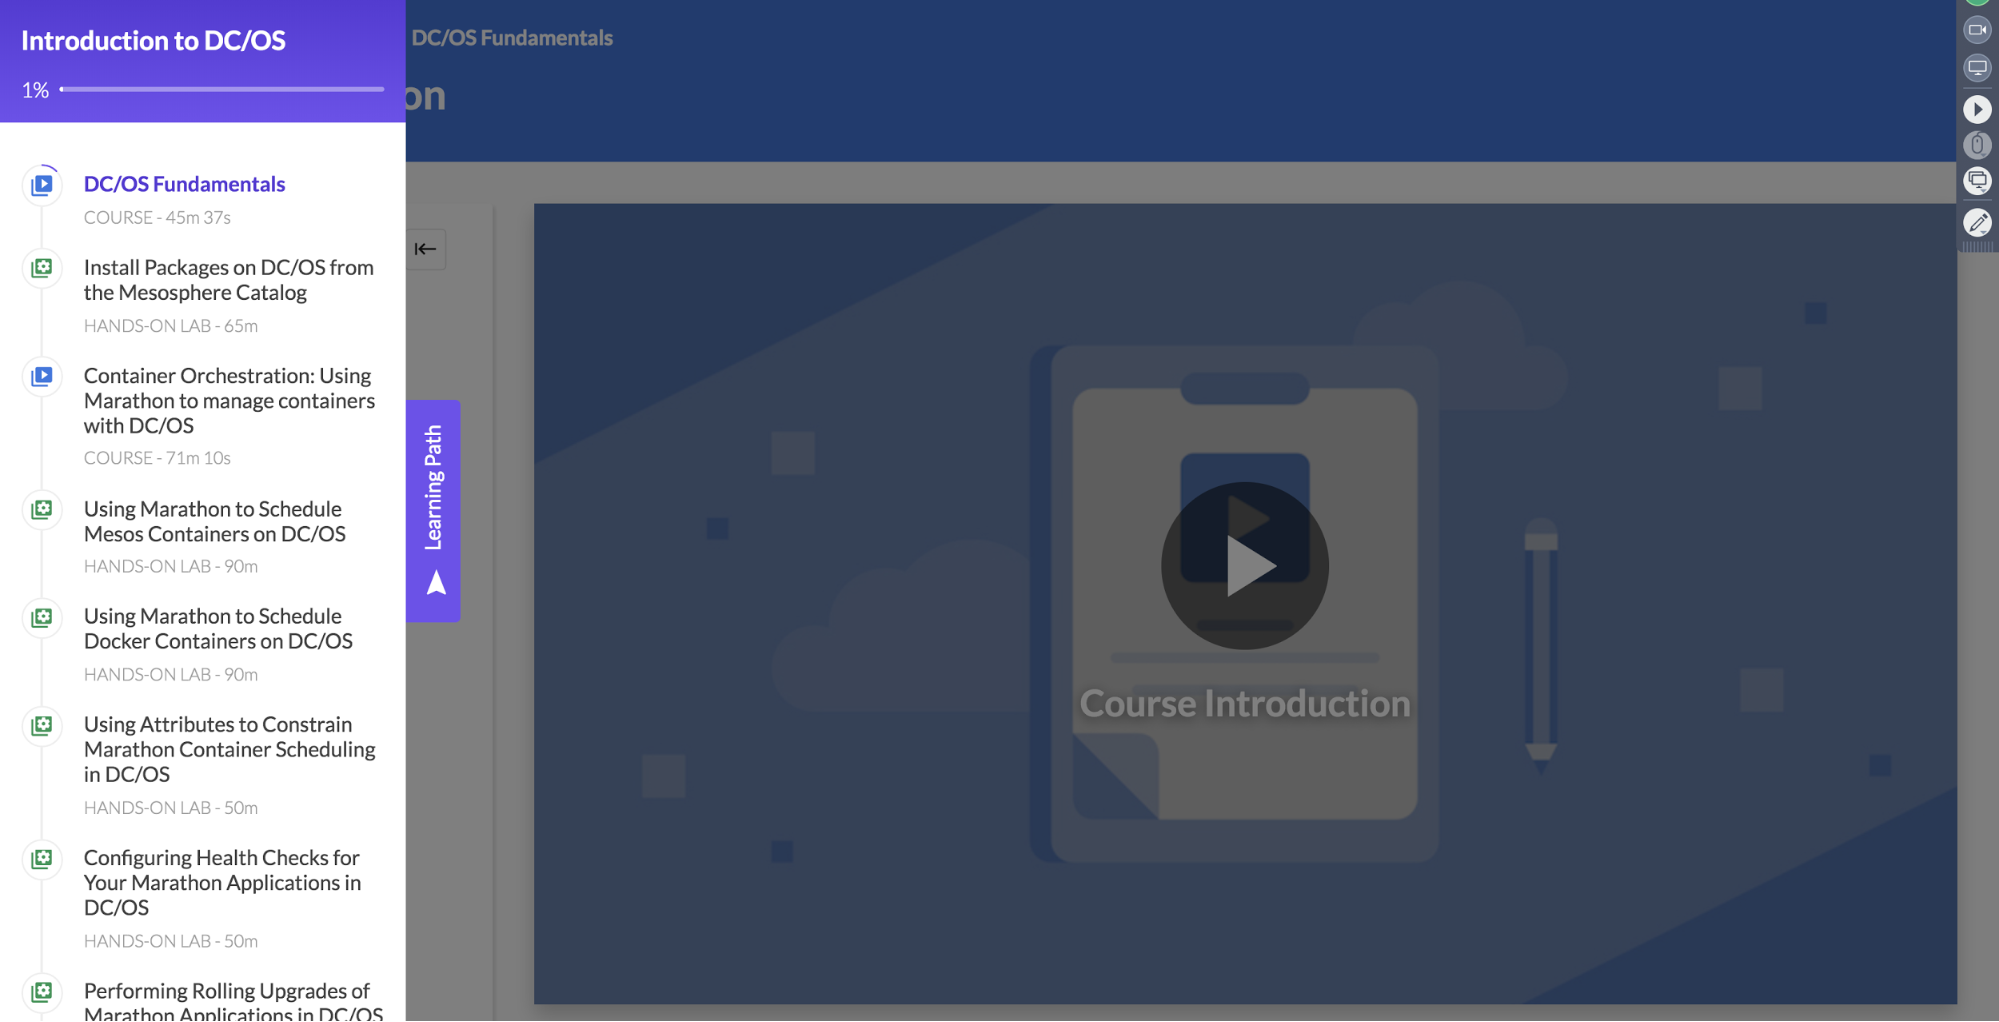 Introduction to DC/OS
1%
DC/OS Fundamentals
COURSE - 45m 37s
Install Packages on DC/OS from
the Mesosphere Catalog
HANDS-ON LAB - 65m
Container Orchestration: Using
Marathon to manage containers
with DC/OS
COURSE - 71m 10s
Using Marathon to Schedule
Mesos Containers on DC/OS
HANDS-ON LAB - 90m
Using Marathon to Schedule
Docker Containers on DC/OS
HANDS-ON LAB - 90m
Using Attributes to Constrain
Marathon Container Scheduling
in DC/OS
HANDS-ON LAB - 50m
Configuring Health Checks for
Your Marathon Applications in
DC/OS
HANDS-ON LAB - 50m
Performing Rolling Upgrades of
Marathon Applications in DC/OS
Learning Path
DC/OS Fundamentals
on
Course Introduction